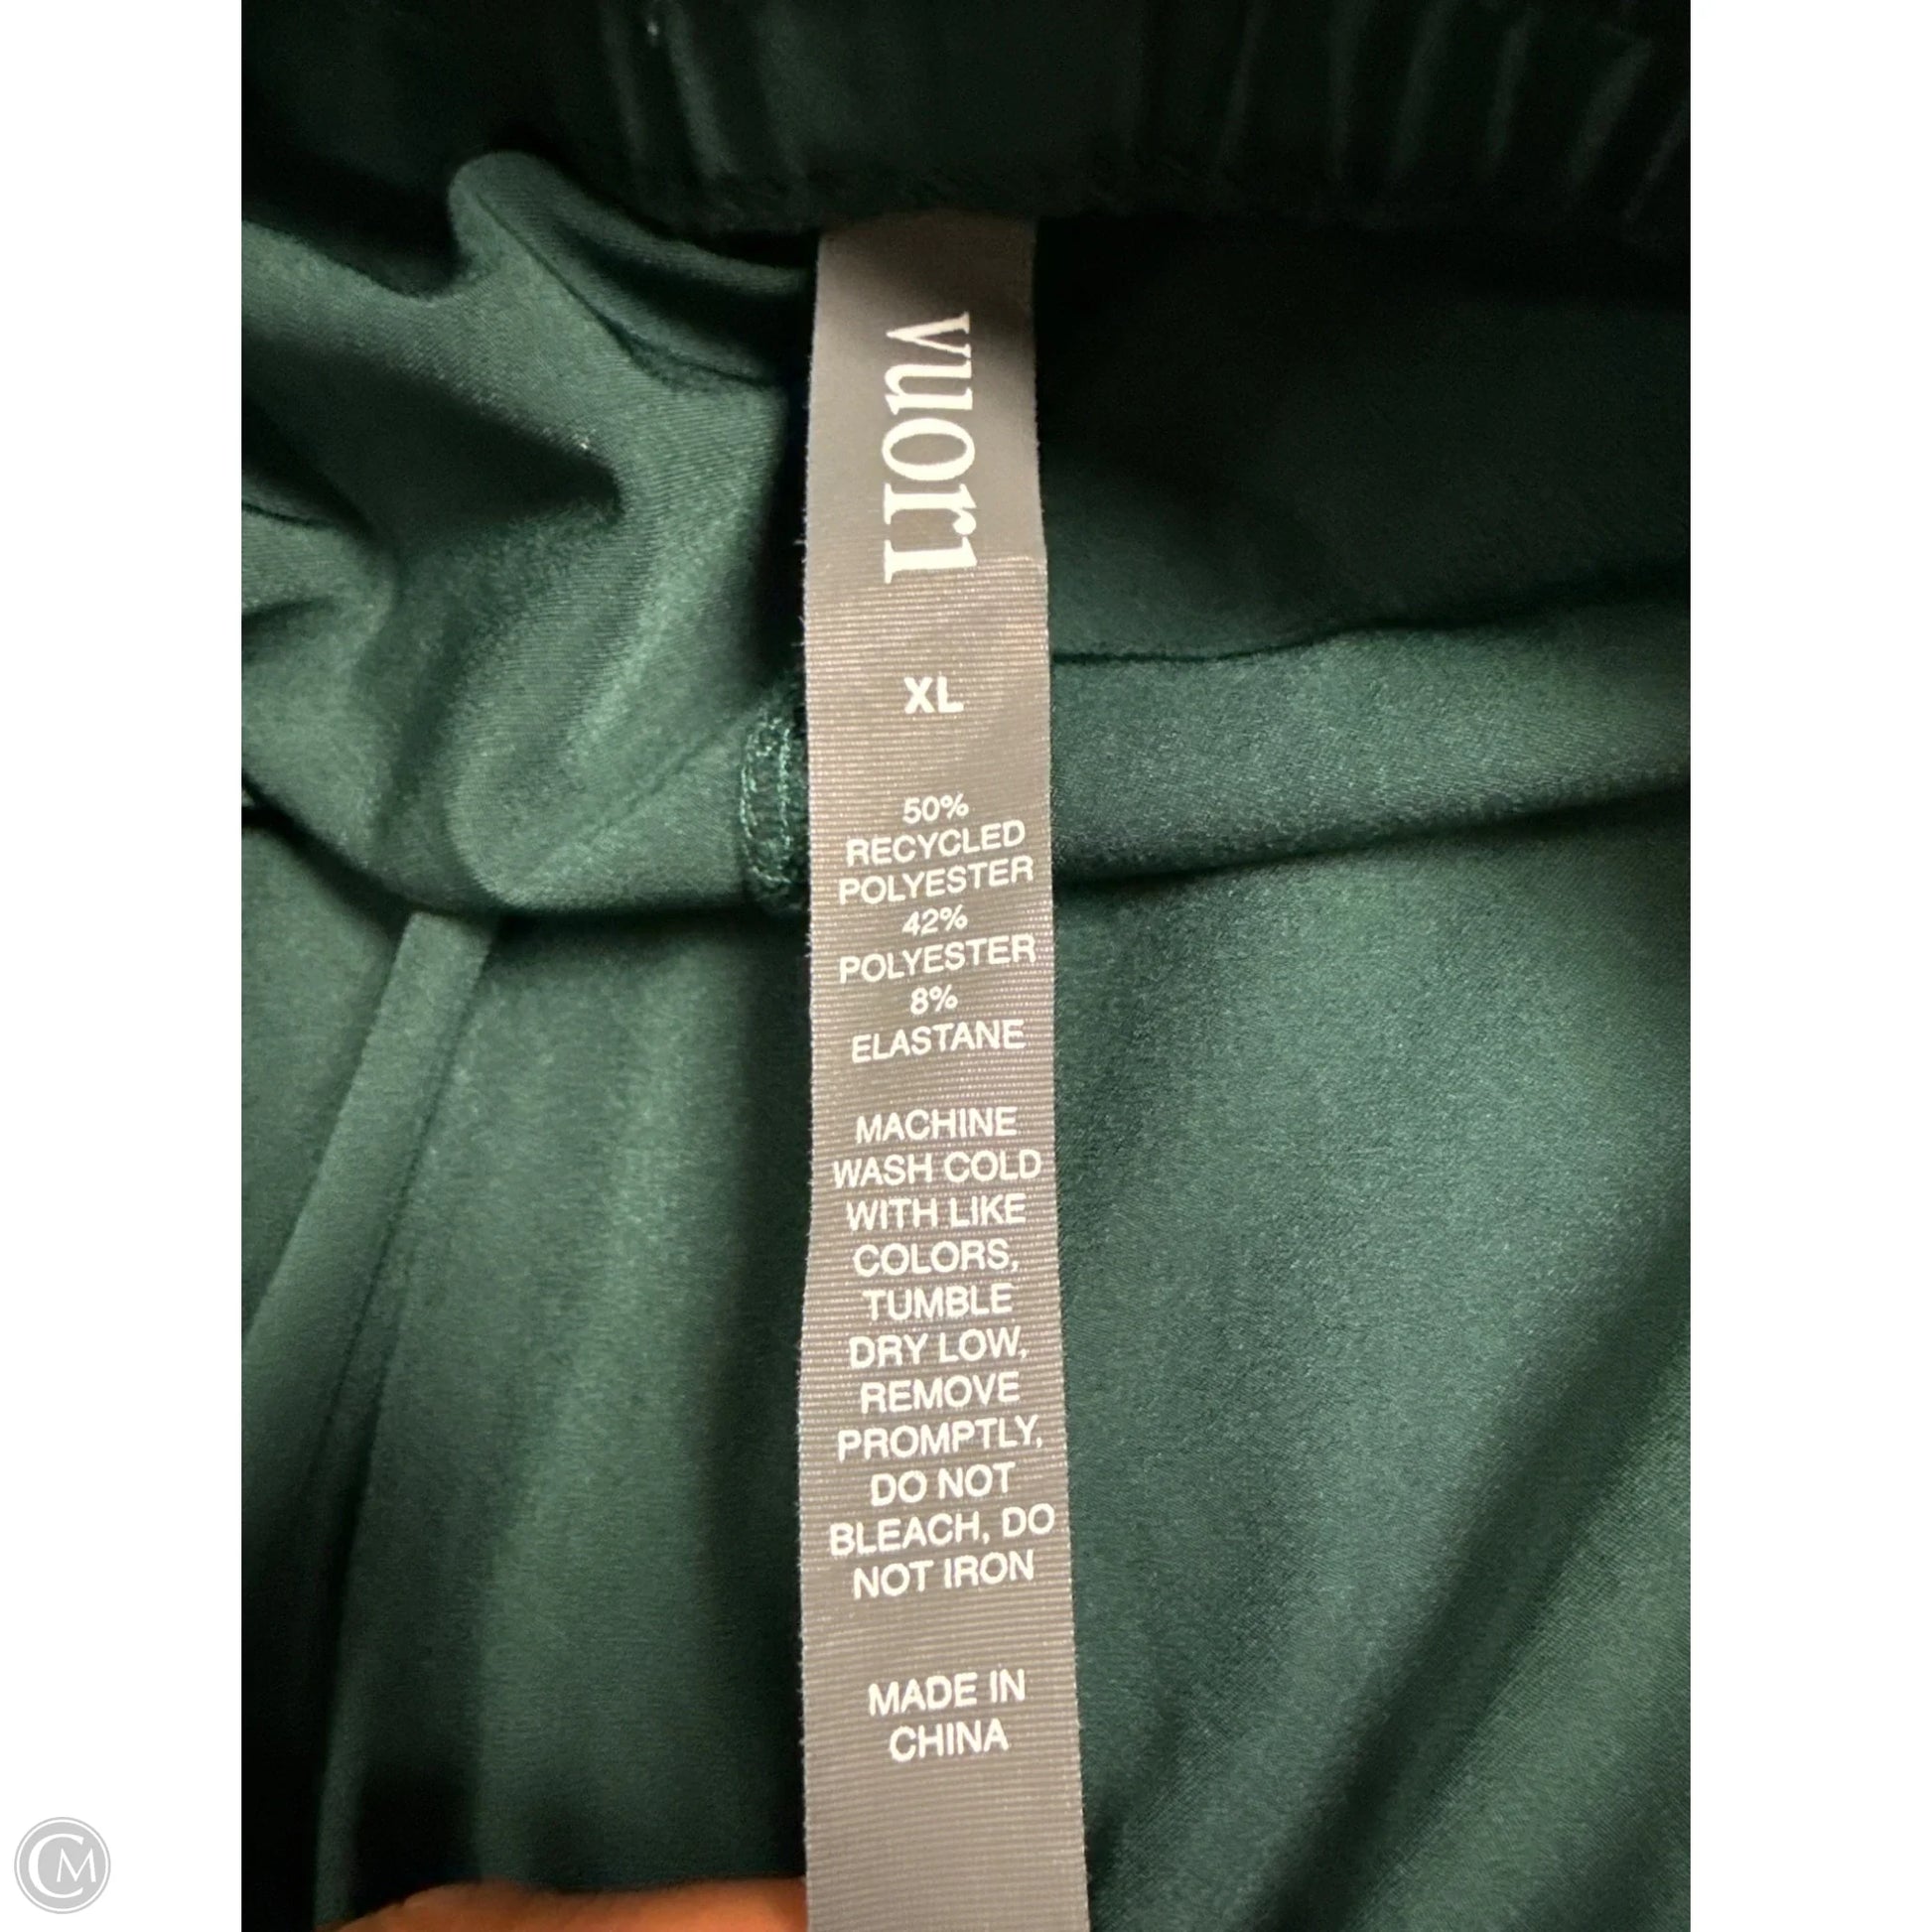 vuori
XL
50%
RECYCLED
POLYESTER
42%
POLYESTER
8%
ELASTANE
MACHINE
WASH COLD
WITH LIKE
COLORS,
TUMBLE
DRY LOW,
REMOVE
PROMPTLY,
DO NOT
BLEACH, DO
NOT IRON
MADE IN
CHINA
CM